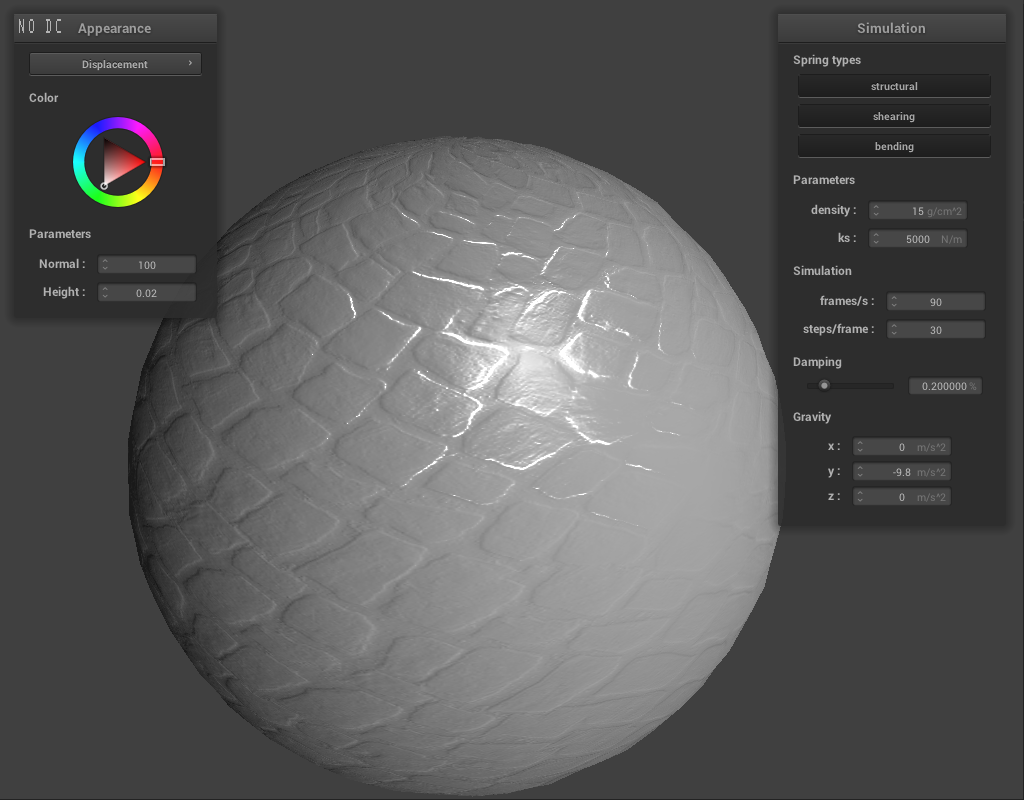 NO DC
Appearance
Displacement
Color
Parameters
Normal : 100
Height : 0.02
Simulation
Spring types
structural
shearing
bending
Parameters
density : 15 g/cm^2
ks : 5000 N/m
Simulation
frames/s : 90
steps/frame : 30
Damping
0.200000 %
Gravity
x : 0 m/s^2
y : -9.8 m/s^2
z : 0 m/s^2